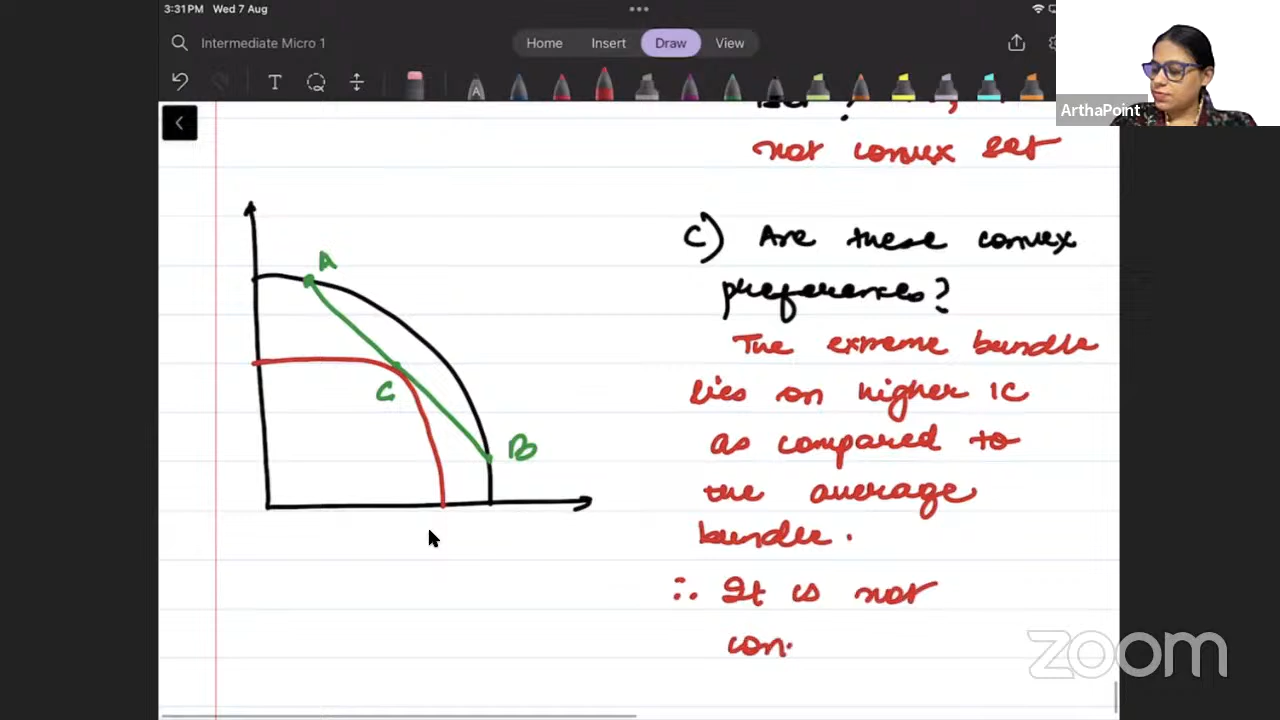 3:31 PM Wed 7 Aug
Intermediate Micro 1
Home Insert Draw View
T
A
ArthaPoint
not convex set
A
C
B
C) Are these convex
preferences?
The extreme bundle
lies on higher IC
as compared to
the average
bundle.
∴ It is not
con.
zoom